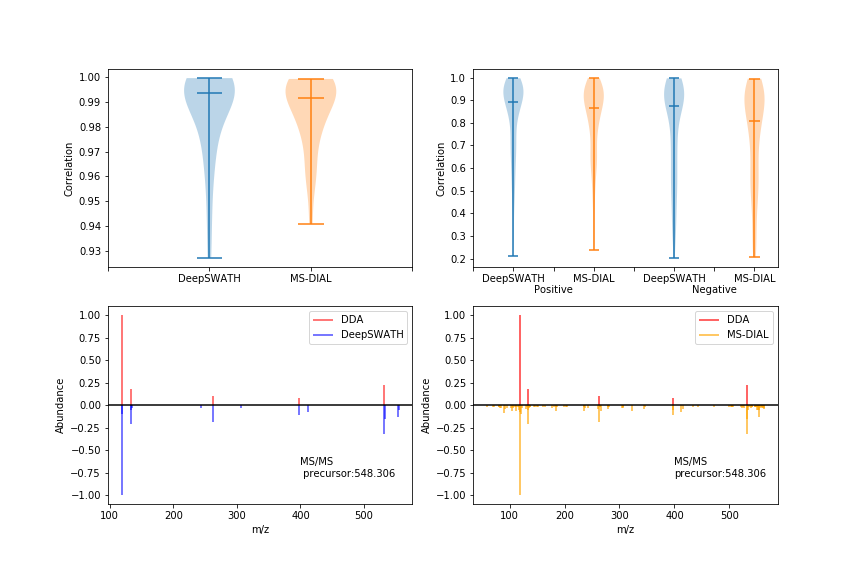 1.00
0.99
0.98
0.97
0.96
0.95
0.94
0.93
Correlation
DeepSWATH
MS-DIAL
1.0
0.9
0.8
0.7
0.6
0.5
0.4
0.3
0.2
Correlation
DeepSWATH
MS-DIAL
DeepSWATH
MS-DIAL
Positive
Negative
1.00
0.75
0.50
0.25
0.00
−0.25
−0.50
−0.75
−1.00
Abundance
DDA
DeepSWATH
MS/MS
precursor:548.306
100
200
300
400
500
m/z
1.00
0.75
0.50
0.25
0.00
−0.25
−0.50
−0.75
−1.00
Abundance
DDA
MS-DIAL
MS/MS
precursor:548.306
100
200
300
400
500
m/z